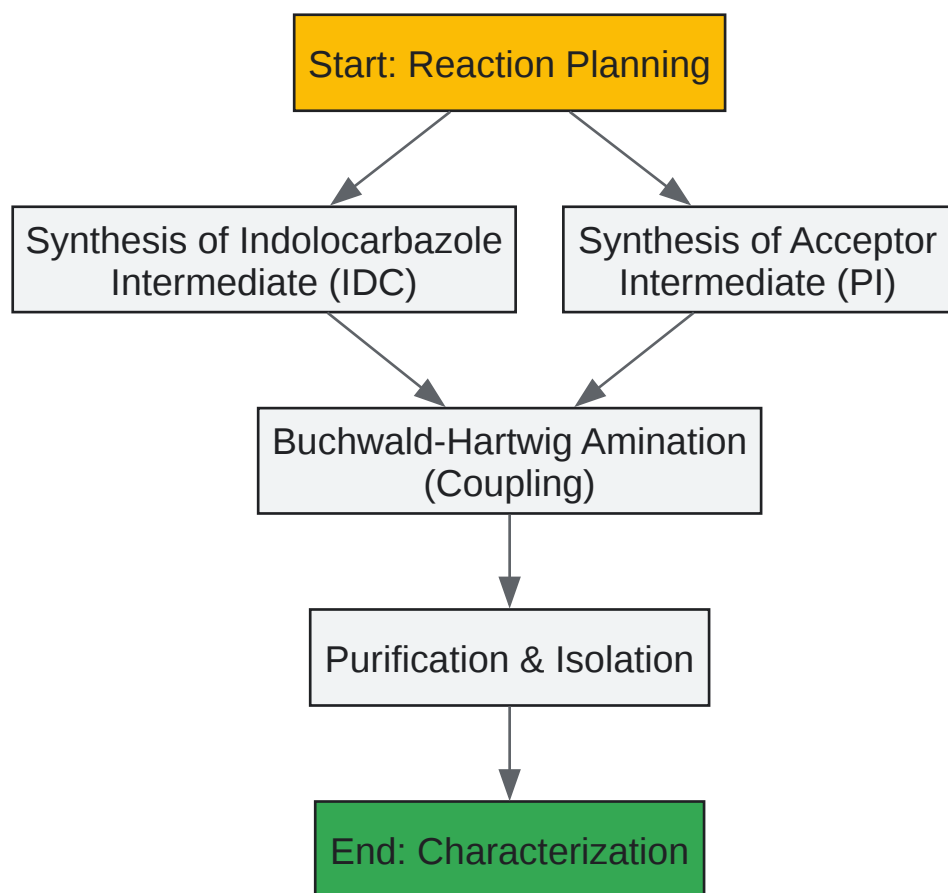 Start: Reaction Planning
Synthesis of Indolocarbazole
Intermediate (IDC)
Synthesis of Acceptor
Intermediate (PI)
Buchwald-Hartwig Amination
(Coupling)
Purification & Isolation
End: Characterization